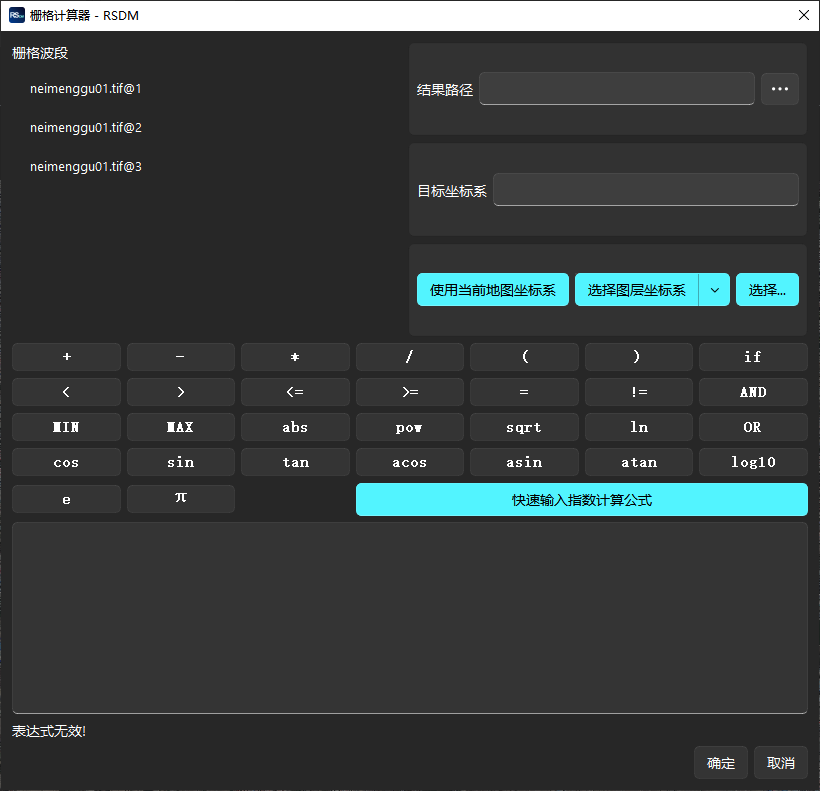 栅格计算器 - RSDM
栅格波段
neimenggu01.tif@1
neimenggu01.tif@2
neimenggu01.tif@3
结果路径
...
目标坐标系
使用当前地图坐标系 选择图层坐标系 选择...
+ - * / ( ) if
< > <= >= = != AND
MIN MAX abs pow sqrt ln OR
cos sin tan acos asin atan log10
e π 快速输入指数计算公式
表达式无效!
确定 取消